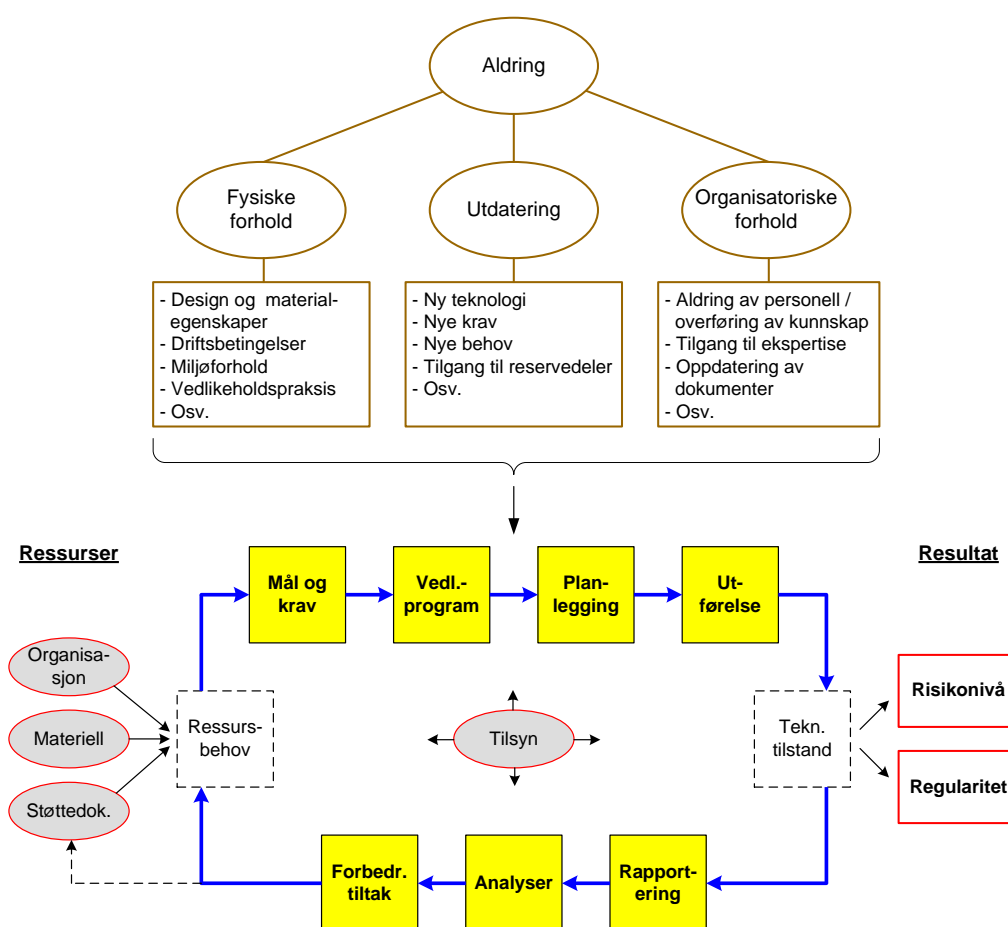 Aldring
Fysiske
forhold
Utdatering
Organisatoriske
forhold
- Design og material-
egenskaper
- Driftsbetingelser
- Miljøforhold
- Vedlikeholdspraksis
- Osv.
- Ny teknologi
- Nye krav
- Nye behov
- Tilgang til reservedeler
- Osv.
- Aldring av personell /
overføring av kunnskap
- Tilgang til ekspertise
- Oppdatering av
dokumenter
- Osv.
Ressurser
Resultat
Mål og
krav
Vedl.-
program
Plan-
legging
Ut-
førelse
Organisa-
sjon
Materiell
Støttedok.
Ressurs-
behov
Tilsyn
Tekn.
tilstand
Risikonivå
Regularitet
Forbedr.
tiltak
Analyser
Rapport-
ering